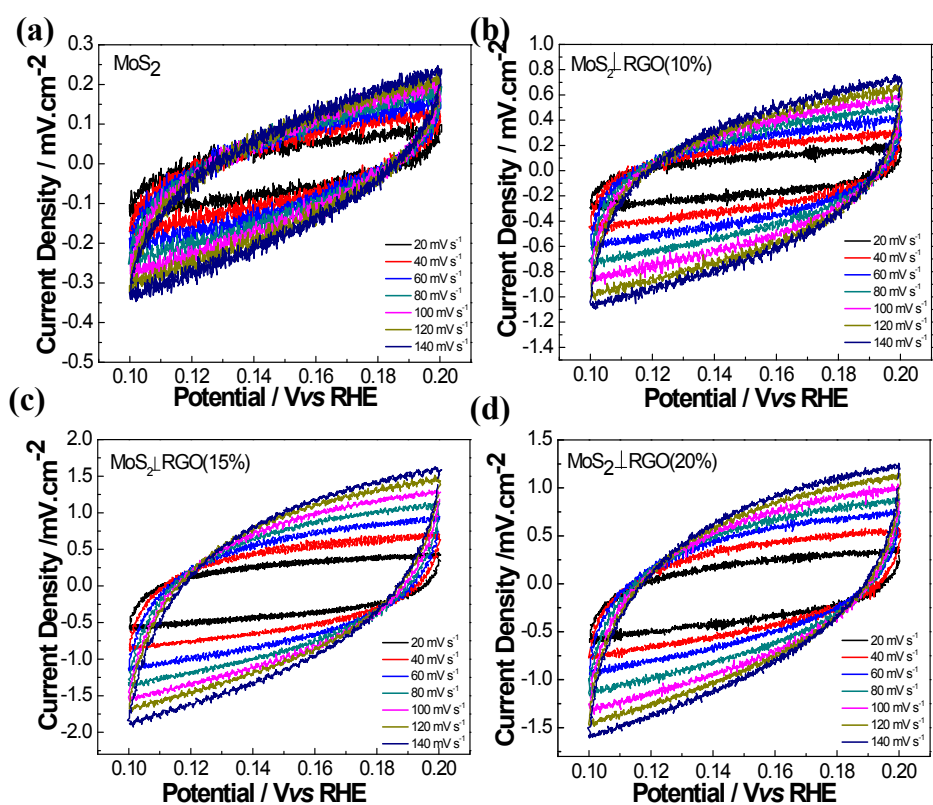 (a)
MoS2
Current Density / mV.cm-2
0.3
0.2
0.1
0.0
-0.1
-0.2
-0.3
-0.4
-0.5
20 mV s-1
40 mV s-1
60 mV s-1
80 mV s-1
100 mV s-1
120 mV s-1
140 mV s-1
0.10 0.12 0.14 0.16 0.18 0.20
Potential / Vvs RHE
(b)
MoS2⊥RGO(10%)
Current Density / mV.cm-2
1.0
0.8
0.6
0.4
0.2
0.0
-0.2
-0.4
-0.6
-0.8
-1.0
-1.2
-1.4
20 mV s-1
40 mV s-1
60 mV s-1
80 mV s-1
100 mV s-1
120 mV s-1
140 mV s-1
0.10 0.12 0.14 0.16 0.18 0.20
Potential / Vvs RHE
(c)
MoS2⊥RGO(15%)
Current Density /mV.cm-2
2.0
1.5
1.0
0.5
0.0
-0.5
-1.0
-1.5
-2.0
20 mV s-1
40 mV s-1
60 mV s-1
80 mV s-1
100 mV s-1
120 mV s-1
140 mV s-1
0.10 0.12 0.14 0.16 0.18 0.20
Potential / Vvs RHE
(d)
MoS2⊥RGO(20%)
Current Density /mV.cm-2
1.5
1.0
0.5
0.0
-0.5
-1.0
-1.5
20 mV s-1
40 mV s-1
60 mV s-1
80 mV s-1
100 mV s-1
120 mV s-1
140 mV s-1
0.10 0.12 0.14 0.16 0.18 0.20
Potential / Vvs RHE